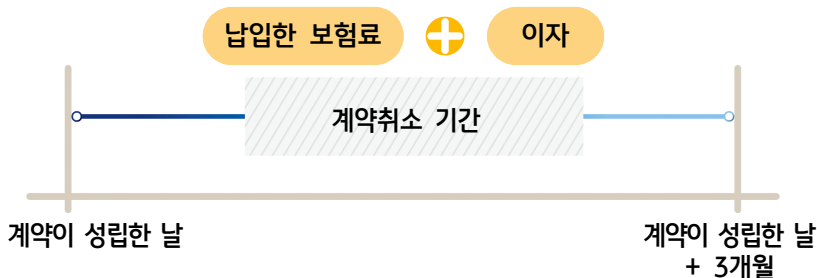 납입한 보험료 + 이자
계약취소 기간
계약이 성립한 날
계약이 성립한 날
+ 3개월